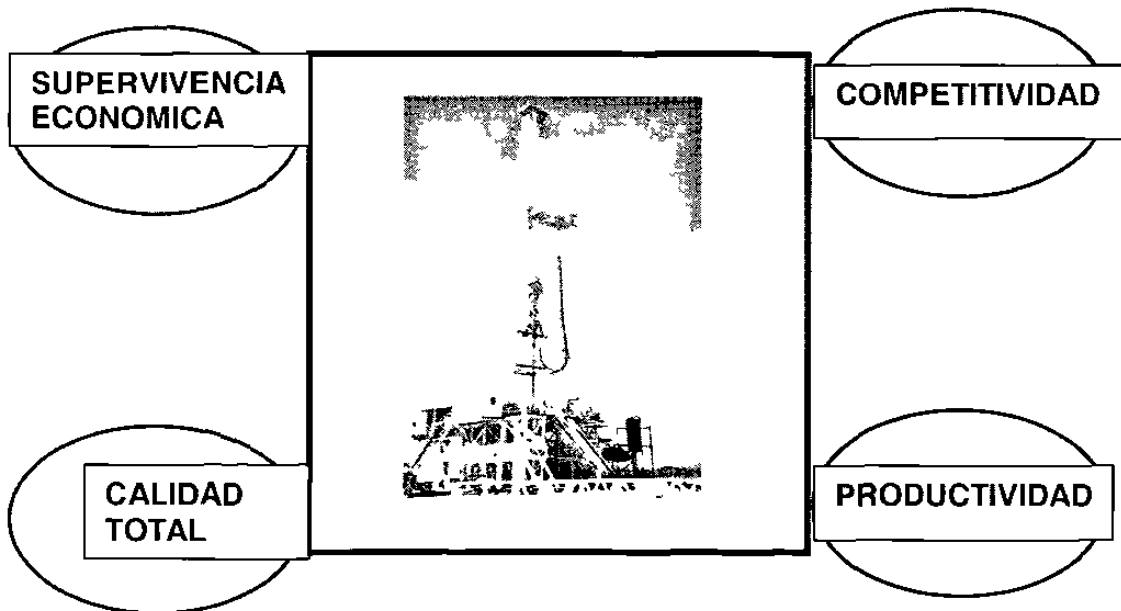 SUPERVIVENCIA
ECONOMICA
COMPETITIVIDAD
CALIDAD
TOTAL
PRODUCTIVIDAD